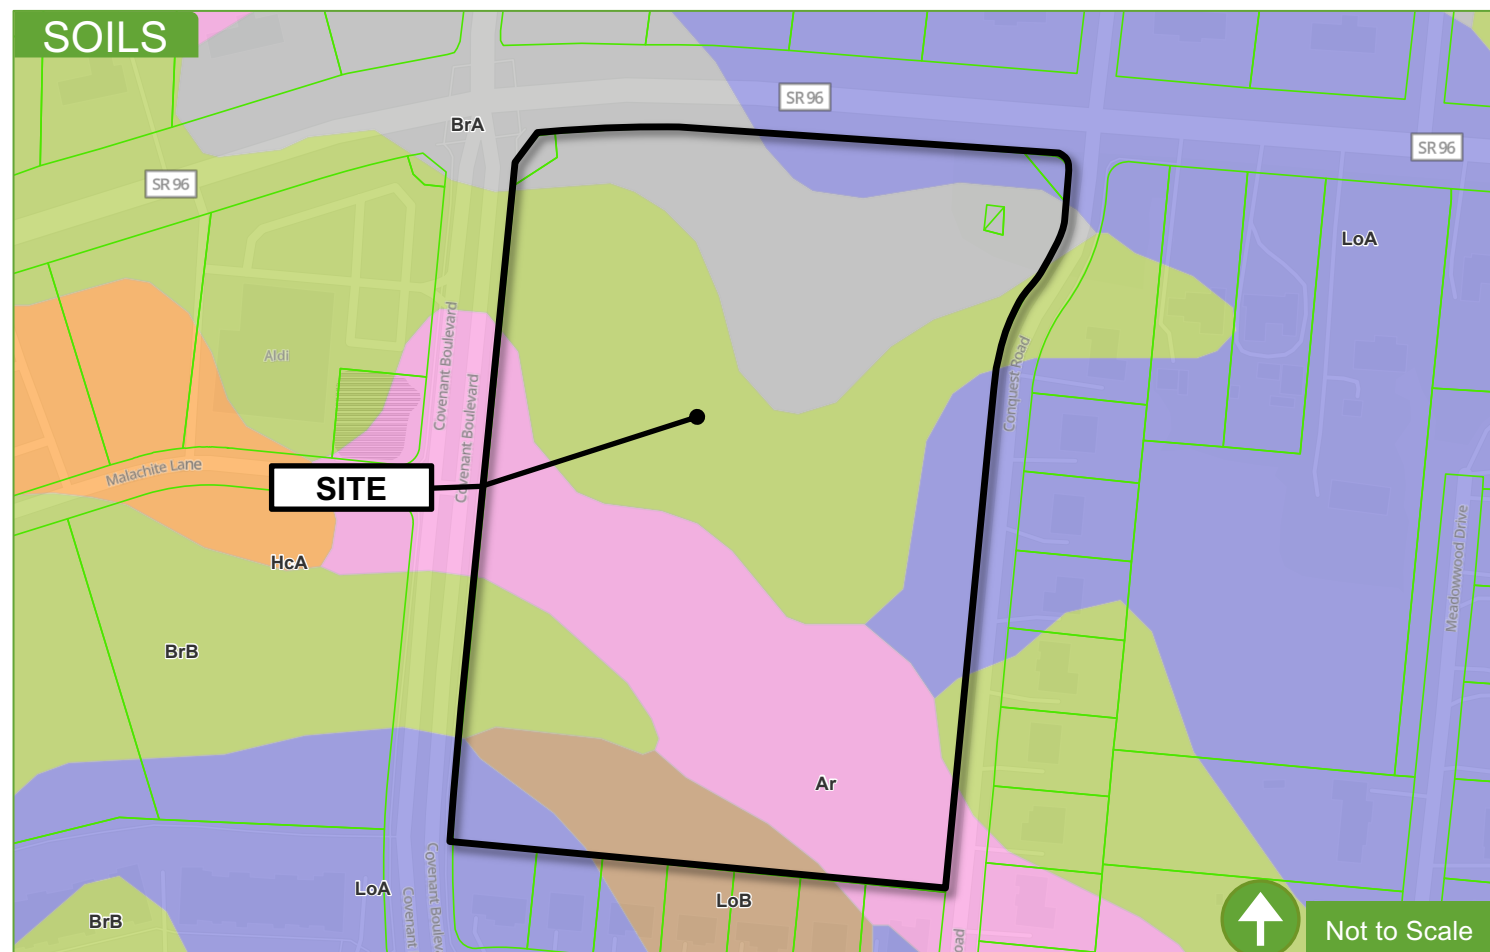 SOILS
SR 96
BrA
SR 96
SR 96
LoA
Aldi
Covenant Boulevard
Covenant Boulevard
Conquest Road
Malachite Lane
SITE
HcA
Meadowwood Drive
BrB
Ar
LoA
LoB
BrB
Covenant Boulev
Covenant
oad
Not to Scale